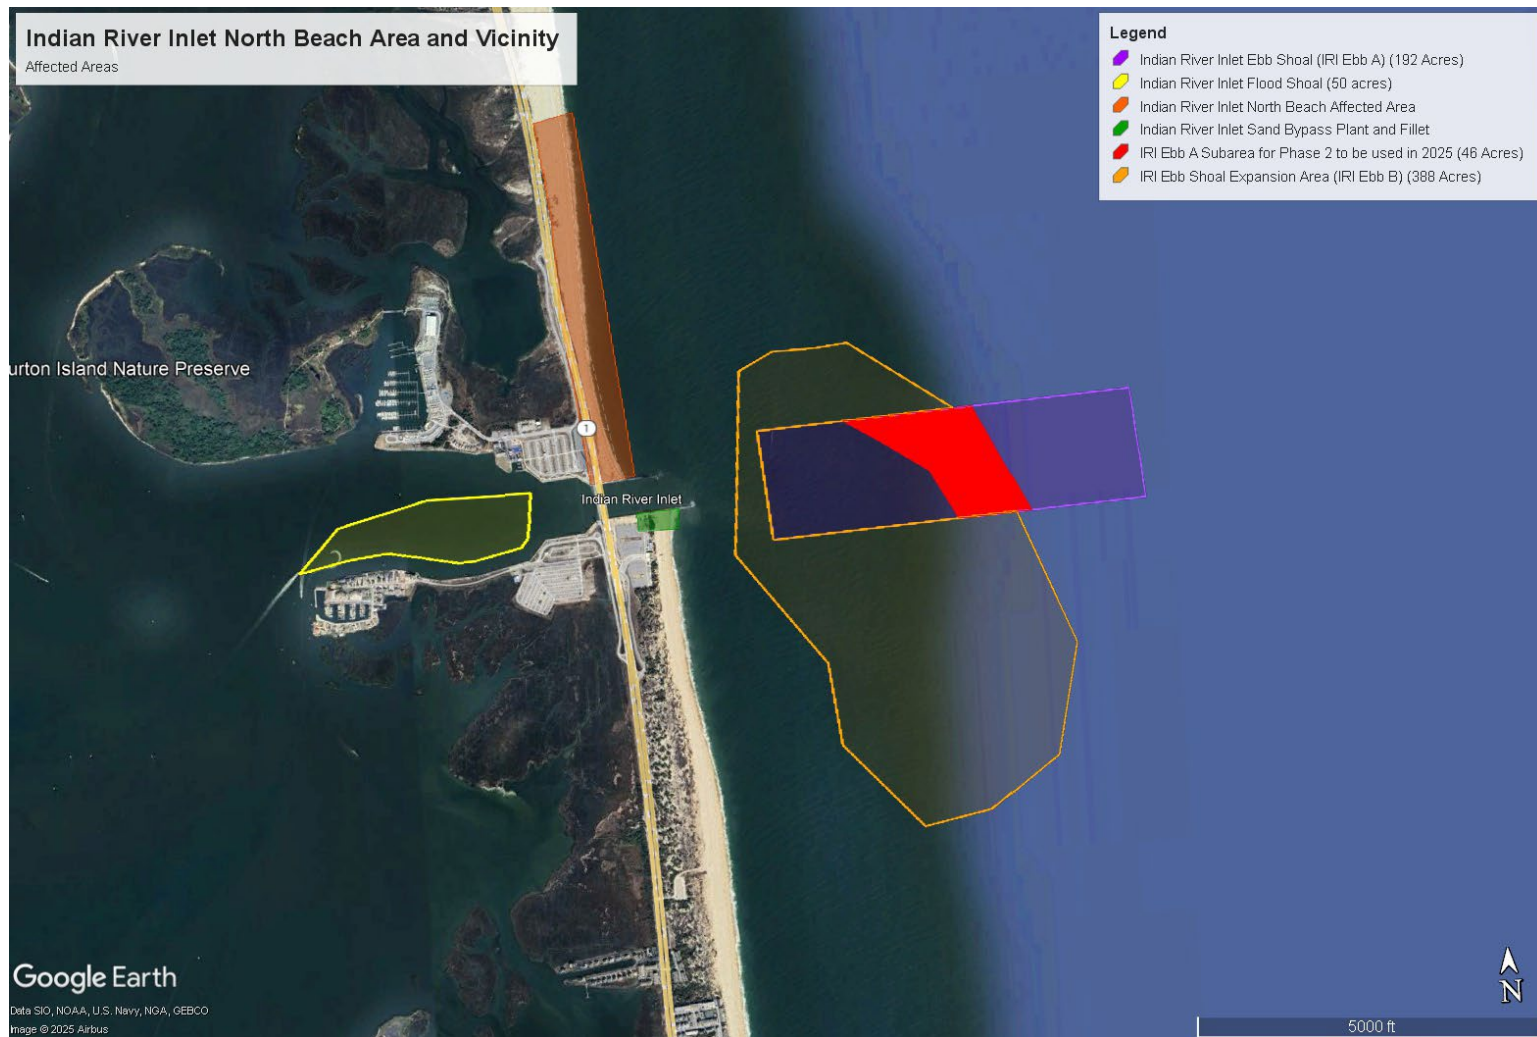 Indian River Inlet North Beach Area and Vicinity
Affected Areas
Legend
Indian River Inlet Ebb Shoal (IRI Ebb A) (192 Acres)
Indian River Inlet Flood Shoal (50 acres)
Indian River Inlet North Beach Affected Area
Indian River Inlet Sand Bypass Plant and Fillet
IRI Ebb A Subarea for Phase 2 to be used in 2025 (46 Acres)
IRI Ebb Shoal Expansion Area (IRI Ebb B) (388 Acres)
urton Island Nature Preserve
1
Indian River Inlet
Google Earth
Data SIO, NOAA, U.S. Navy, NGA, GEBCO
Image © 2025 Airbus
N
5000 ft